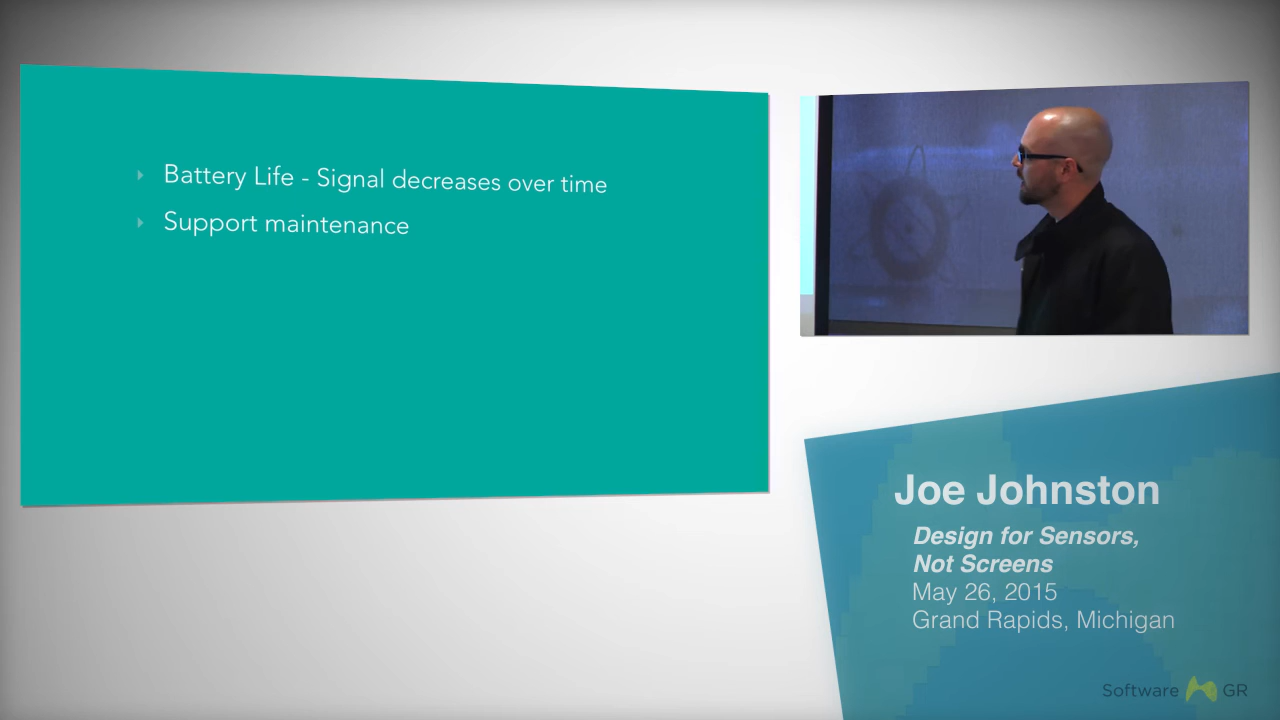 Battery Life - Signal decreases over time
Support maintenance
Joe Johnston
Design for Sensors,
Not Screens
May 26, 2015
Grand Rapids, Michigan
Software GR